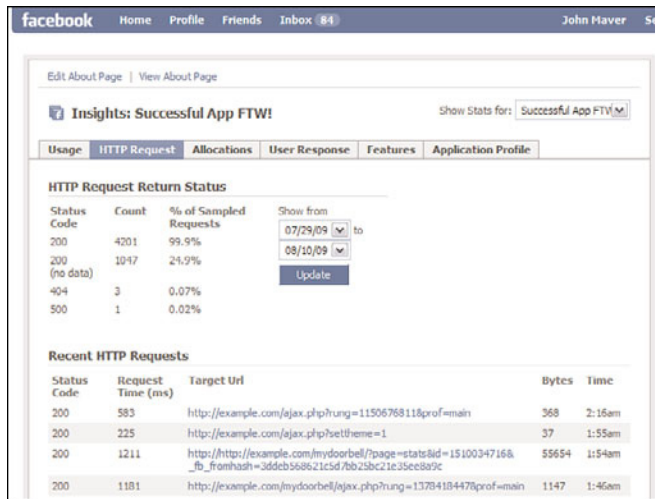 facebook Home Profile Friends Inbox 84 John Maver
Edit About Page | View About Page
Insights: Successful App FTW!
Show Stats for: Successful App FTW
Usage HTTP Request Allocations User Response Features Application Profile
HTTP Request Return Status
Status Code Count % of Sampled Requests Show from
07/29/09 to
08/10/09
Update
200 4201 99.9%
200 (no data) 1047 24.9%
404 3 0.07%
500 1 0.02%
Recent HTTP Requests
Status Code Request Time (ms) Target Url Bytes Time
200 583 http://example.com/ajax.php?rung=1150676811&prof=main 368 2:16am
200 225 http://example.com/ajax.php?settheme=1 37 1:55am
200 1211 http://http://example.com/mydoorbell/?page=stats&id=1510034716& 55654 1:54am
_fb_fromhash=3ddeb568621c5d7bb25bc21e35ee8a9c
200 1181 http://example.com/mydoorbell/ajax.php?rung=1378418447&prof=main 1147 1:46am